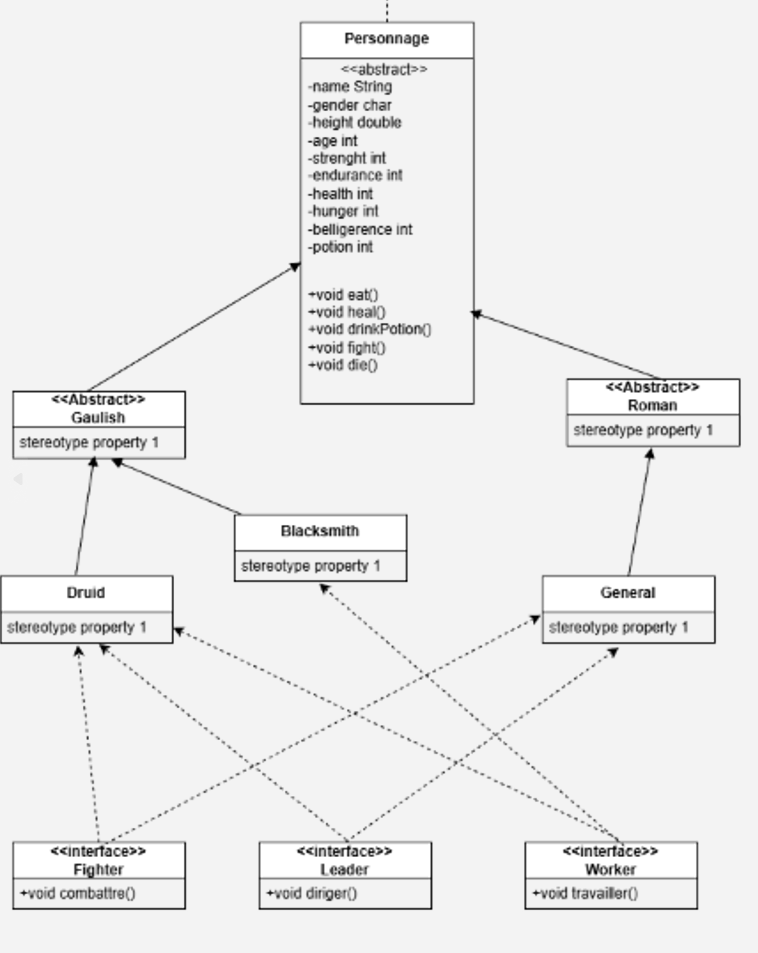 Personnage
<<abstract>>
-name String
-gender char
-height double
-age int
-strenght int
-endurance int
-health int
-hunger int
-belligerence int
-potion int
+void eat()
+void heal()
+void drinkPotion()
+void fight()
+void die()
<<Abstract>>
Gaulish
stereotype property 1
<<Abstract>>
Roman
stereotype property 1
Blacksmith
stereotype property 1
Druid
stereotype property 1
General
stereotype property 1
<<interface>>
Fighter
+void combattre()
<<interface>>
Leader
+void diriger()
<<interface>>
Worker
+void travailler()